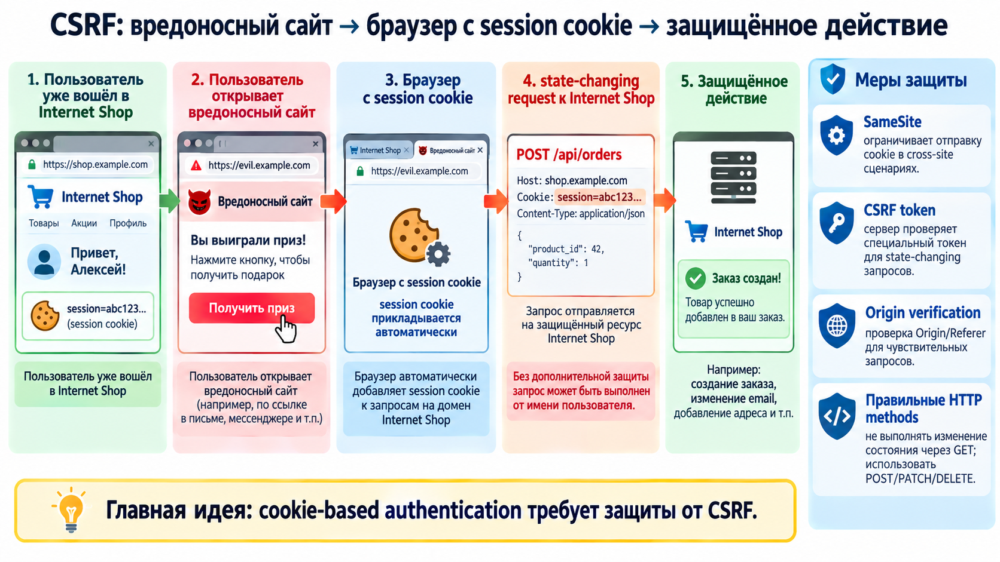 CSRF: вредоносный сайт → браузер с session cookie → защищённое действие
1. Пользователь
уже вошёл в
Internet Shop
https://shop.example.com
Internet Shop
Товары Акции Профиль
Привет,
Алексей!
session=abc123...
(session cookie)
Пользователь уже вошёл
в Internet Shop
2. Пользователь
открывает
вредоносный сайт
https://evil.example.com
Вредоносный сайт
Вы выиграли приз!
Нажмите кнопку, чтобы
получить подарок
Получить приз
Пользователь открывает
вредоносный сайт
(например, по ссылке
в письме, мессенджере и т.п.)
3. Браузер
с session cookie
Internet Shop
Вредоносный сайт
https://evil.example.com
Браузер с session cookie
session cookie
прикладывается
автоматически
Браузер автоматически
добавляет session cookie
к запросам на домен
Internet Shop
4. state-changing
request к Internet Shop
POST /api/orders
Host: shop.example.com
Cookie: session=abc123...
Content-Type: application/json
{
"product_id": 42,
"quantity": 1
}
Запрос отправляется
на защищённый ресурс
Internet Shop
Без дополнительной защиты
запрос может быть выполнен
от имени пользователя.
5. Защищённое
действие
Internet Shop
Заказ создан!
Товар успешно
добавлен в ваш заказ.
Например:
создание заказа,
изменение email,
добавление адреса и т.п.
Меры защиты
SameSite
ограничивает отправку
cookie в cross-site
сценариях.
CSRF token
сервер проверяет
специальный токен
для state-changing
запросов.
Origin verification
проверка Origin/Referer
для чувствительных
запросов.
Правильные HTTP
methods
не выполнять изменение
состояния через GET;
использовать
POST/PATCH/DELETE.
Главная идея: cookie-based authentication требует защиты от CSRF.